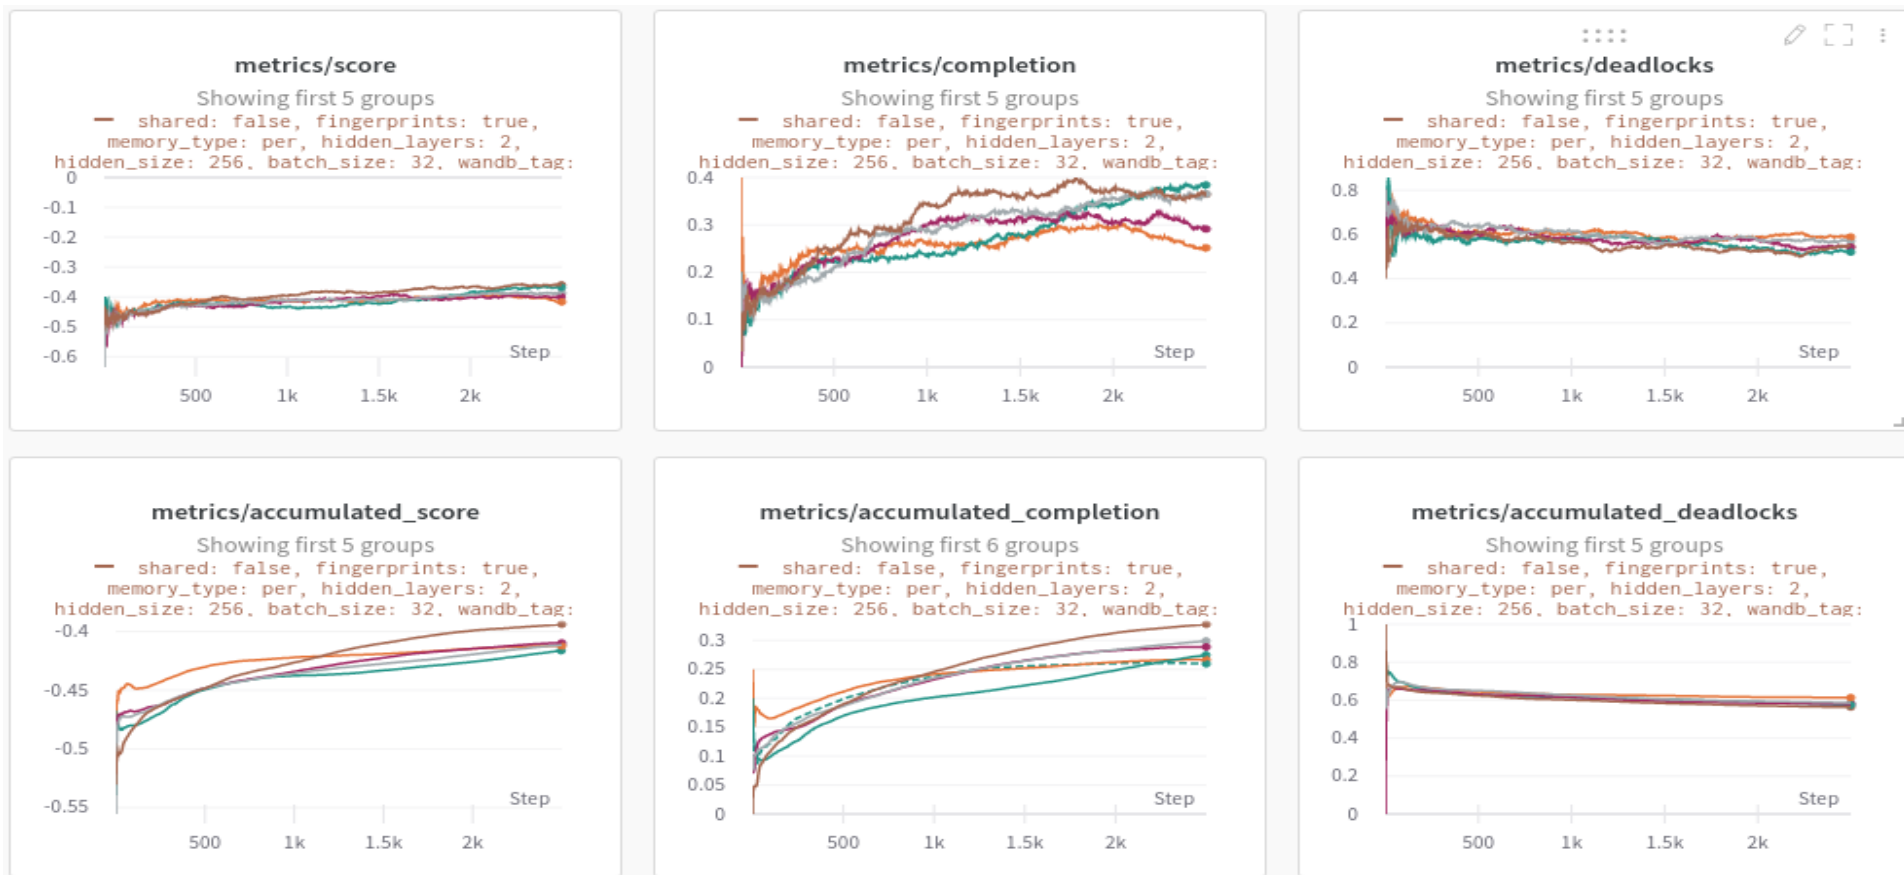 metrics/score
Showing first 5 groups
shared: false, fingerprints: true,
memory_type: per, hidden_layers: 2,
hidden_size: 256, batch_size: 32, wandb_tag:
0
-0.1
-0.2
-0.3
-0.4
-0.5
-0.6
Step
500 1k 1.5k 2k
metrics/completion
Showing first 5 groups
shared: false, fingerprints: true,
memory_type: per, hidden_layers: 2,
hidden_size: 256, batch_size: 32, wandb_tag:
0.4
0.3
0.2
0.1
0
Step
500 1k 1.5k 2k
metrics/deadlocks
Showing first 5 groups
shared: false, fingerprints: true,
memory_type: per, hidden_layers: 2,
hidden_size: 256, batch_size: 32, wandb_tag:
0.8
0.6
0.4
0.2
0
Step
500 1k 1.5k 2k
metrics/accumulated_score
Showing first 5 groups
shared: false, fingerprints: true,
memory_type: per, hidden_layers: 2,
hidden_size: 256, batch_size: 32, wandb_tag:
-0.4
-0.45
-0.5
-0.55
Step
500 1k 1.5k 2k
metrics/accumulated_completion
Showing first 6 groups
shared: false, fingerprints: true,
memory_type: per, hidden_layers: 2,
hidden_size: 256, batch_size: 32, wandb_tag:
0.3
0.25
0.2
0.15
0.1
0.05
0
Step
500 1k 1.5k 2k
metrics/accumulated_deadlocks
Showing first 5 groups
shared: false, fingerprints: true,
memory_type: per, hidden_layers: 2,
hidden_size: 256, batch_size: 32, wandb_tag:
1
0.8
0.6
0.4
0.2
0
Step
500 1k 1.5k 2k